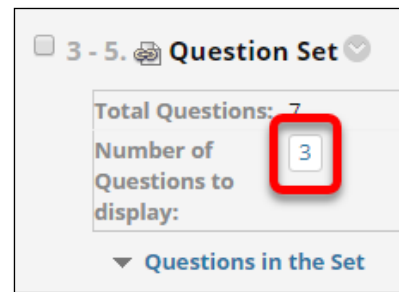 3 - 5. Question Set
Total Questions: 7
Number of 3
Questions to
display:
Questions in the Set